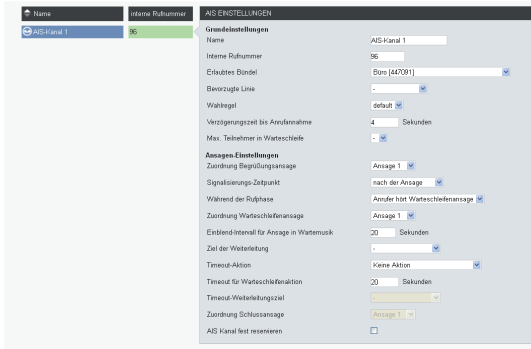 Name
interne Rufnummer
AIS-Kanal 1
96
AIS EINSTELLUNGEN
Grundeinstellungen
Name
AIS-Kanal 1
Interne Rufnummer
96
Erlaubtes Bündel
Büro [447091]
Bevorzugte Linie
-
Wahlregel
default
Verzögerungszeit bis Anrufannahme
4 Sekunden
Max. Teilnehmer in Warteschleife
-
Ansagen-Einstellungen
Zuordnung Begrüßungsansage
Ansage 1
Signalisierungs-Zeitpunkt
nach der Ansage
Während der Rufphase
Anrufer hört Warteschleifenansage
Zuordnung Warteschleifenansage
Ansage 1
Einblend-Intervall für Ansage in Wartemusik
20 Sekunden
Ziel der Weiterleitung
-
Timeout-Aktion
Keine Aktion
Timeout für Warteschleifenaktion
20 Sekunden
Timeout-Weiterleitungsziel
-
Zuordnung Schlussansage
Ansage 1
AIS Kanal fest reservieren